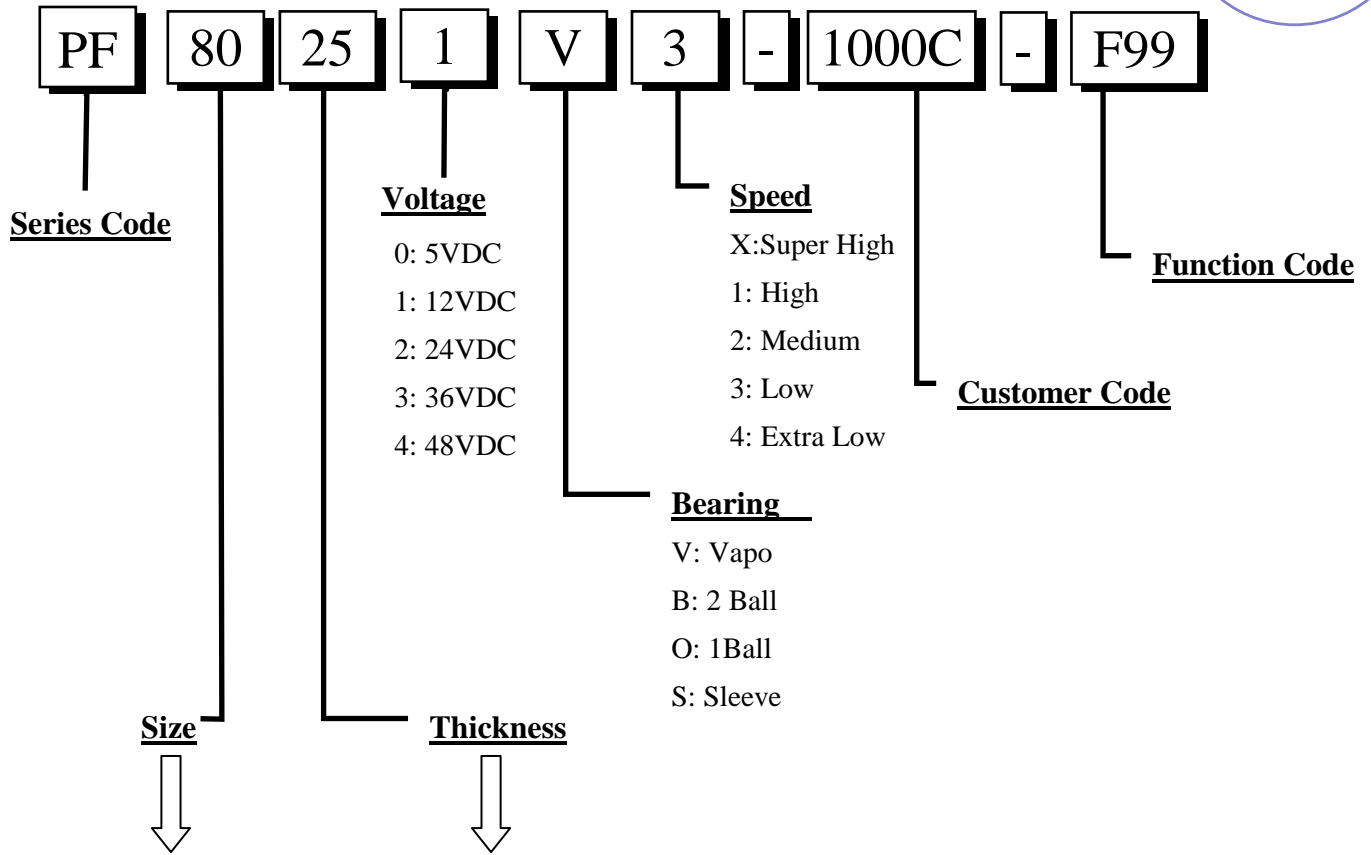 PF 80 25 1 V 3 - 1000C - F99
Series Code
Voltage
0: 5VDC
1: 12VDC
2: 24VDC
3: 36VDC
4: 48VDC
Speed
X:Super High
1: High
2: Medium
3: Low
4: Extra Low
Function Code
Customer Code
Bearing
V: Vapo
B: 2 Ball
O: 1Ball
S: Sleeve
Size
Thickness